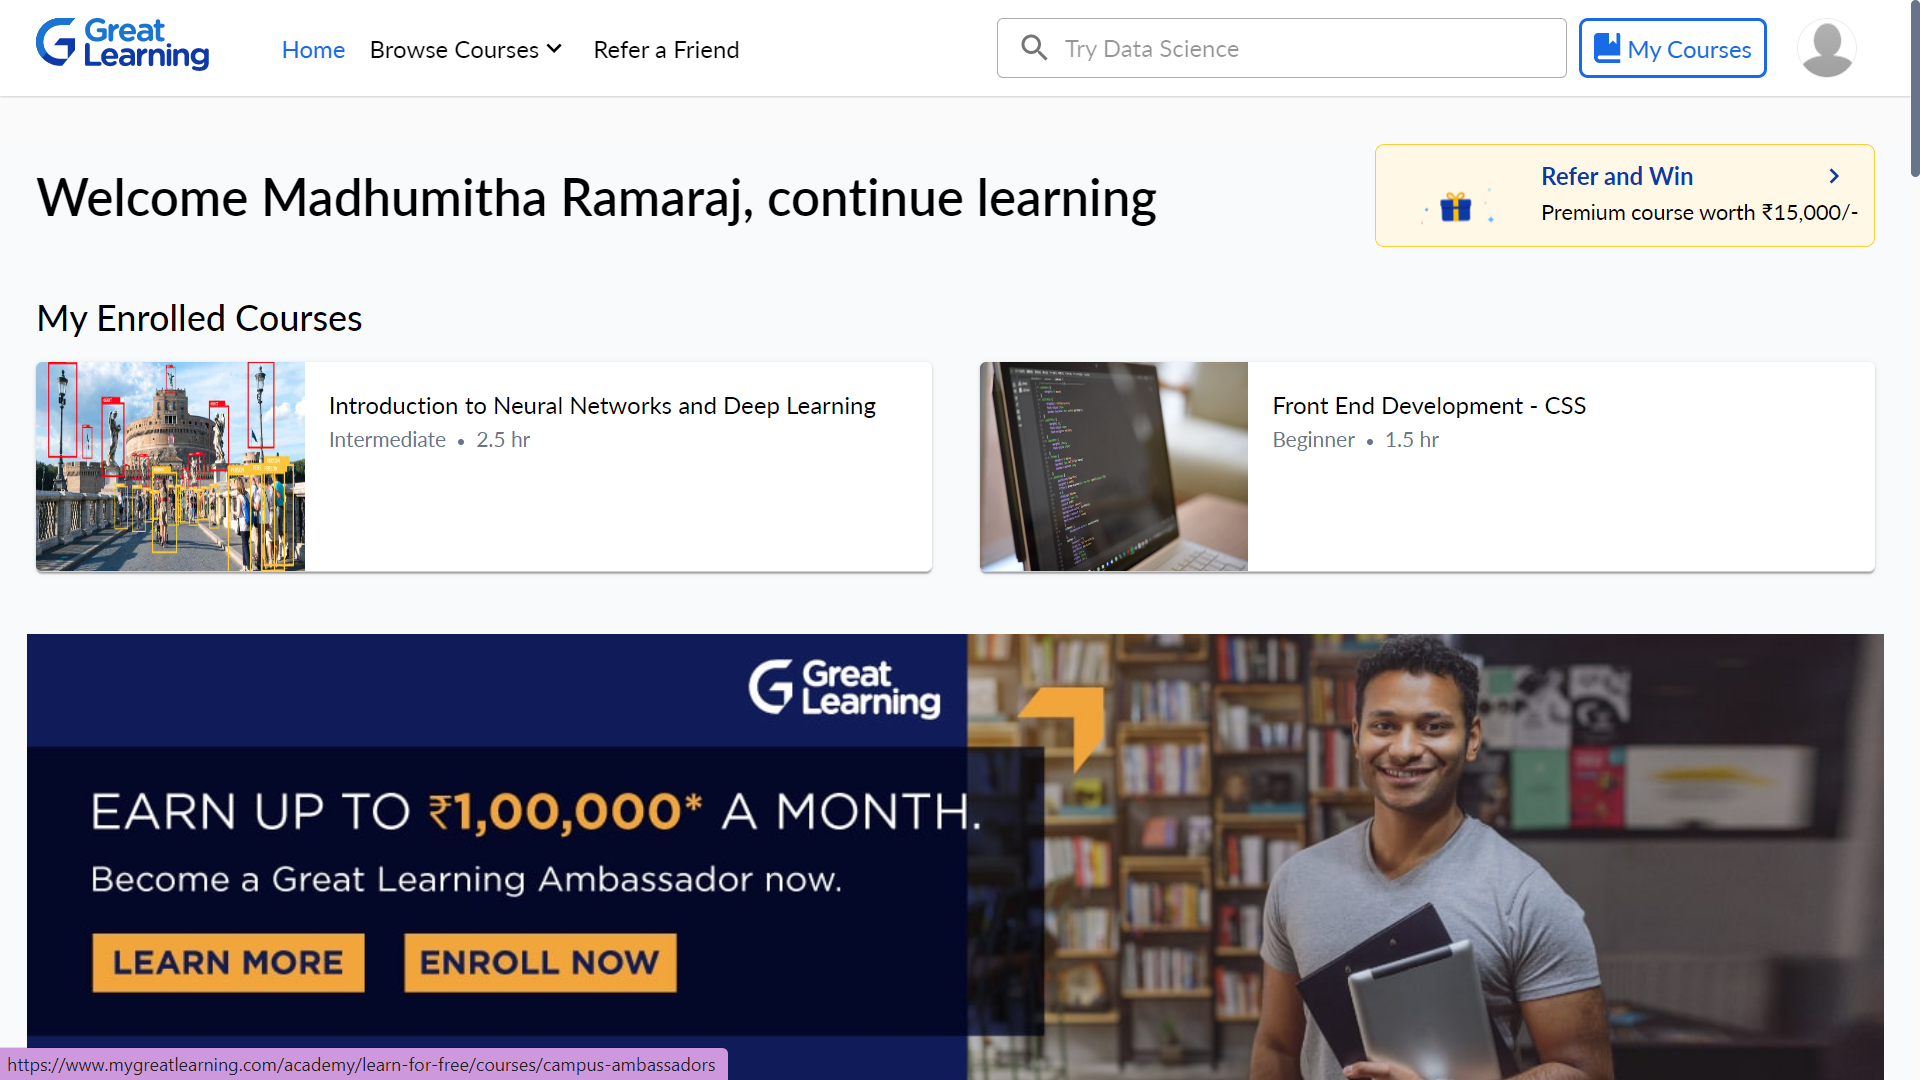 Great
Learning
Home
Browse Courses
Refer a Friend
Try Data Science
My Courses
Welcome Madhumitha Ramaraj, continue learning
Refer and Win
Premium course worth ₹15,000/-
My Enrolled Courses
Introduction to Neural Networks and Deep Learning
Intermediate • 2.5 hr
Front End Development - CSS
Beginner • 1.5 hr
Great
Learning
EARN UP TO ₹1,00,000* A MONTH.
Become a Great Learning Ambassador now.
LEARN MORE
ENROLL NOW
https://www.mygreatlearning.com/academy/learn-for-free/courses/campus-ambassadors